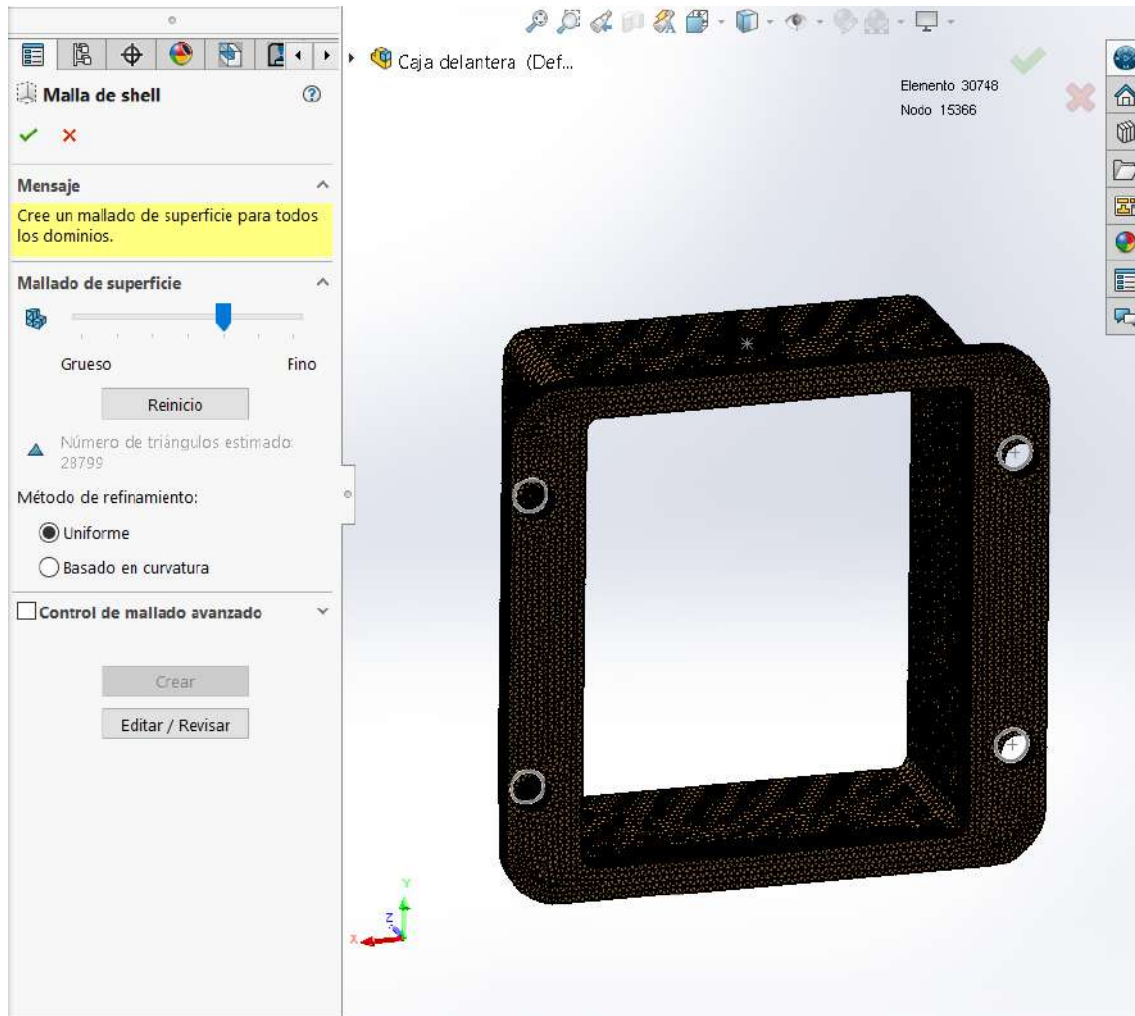 Caja delantera (Def...
Elemento 30748
Nodo 15366
Malla de shell
Mensaje
Cree un mallado de superficie para todos
los dominios.
Mallado de superficie
Grueso Fino
Reinicio
Número de triángulos estimado:
28799
Método de refinamiento:
Uniforme
Basado en curvatura
Control de mallado avanzado
Crear
Editar / Revisar
Y
Z
X